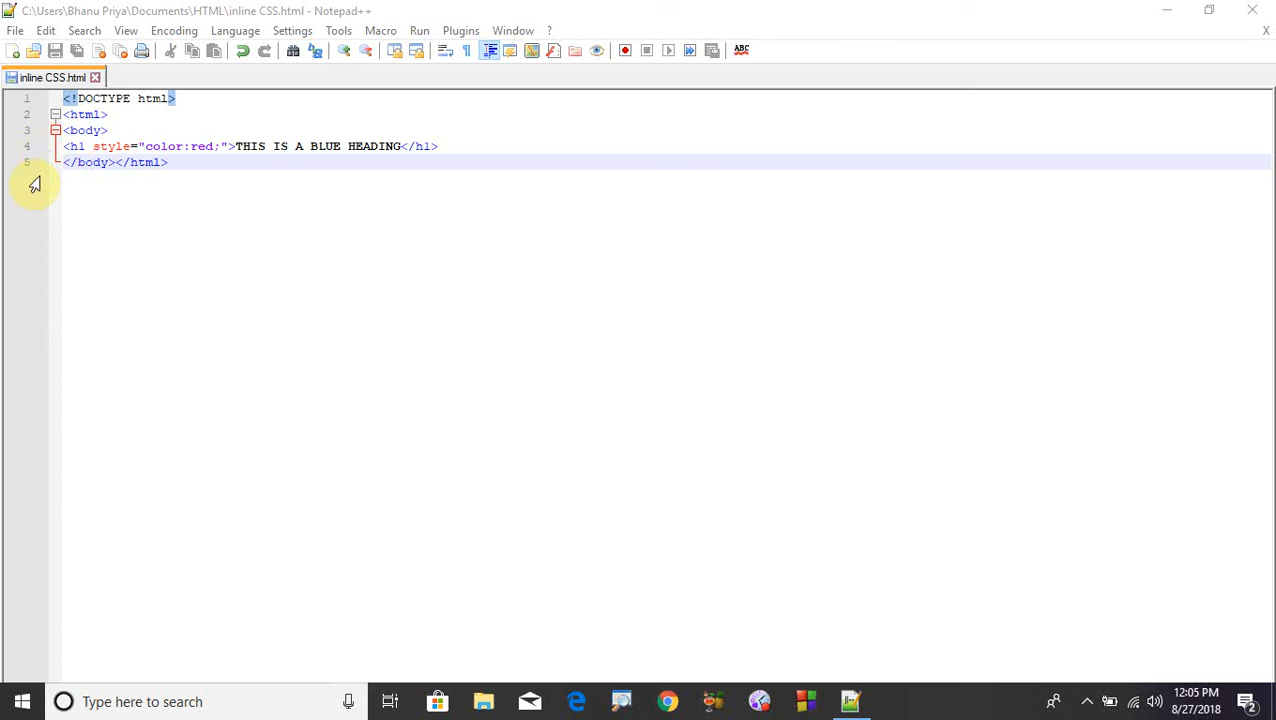 C:\Users\Bhanu Priya\Documents\HTML\inline CSS.html - Notepad++
File Edit Search View Encoding Language Settings Tools Macro Run Plugins Window ? X
ABC
inline CSS.html
1 <!DOCTYPE html>
2 <html>
3 <body>
4 <h1 style="color:red;">THIS IS A BLUE HEADING</h1>
5 </body></html>
Type here to search
12:05 PM
8/27/2018
2